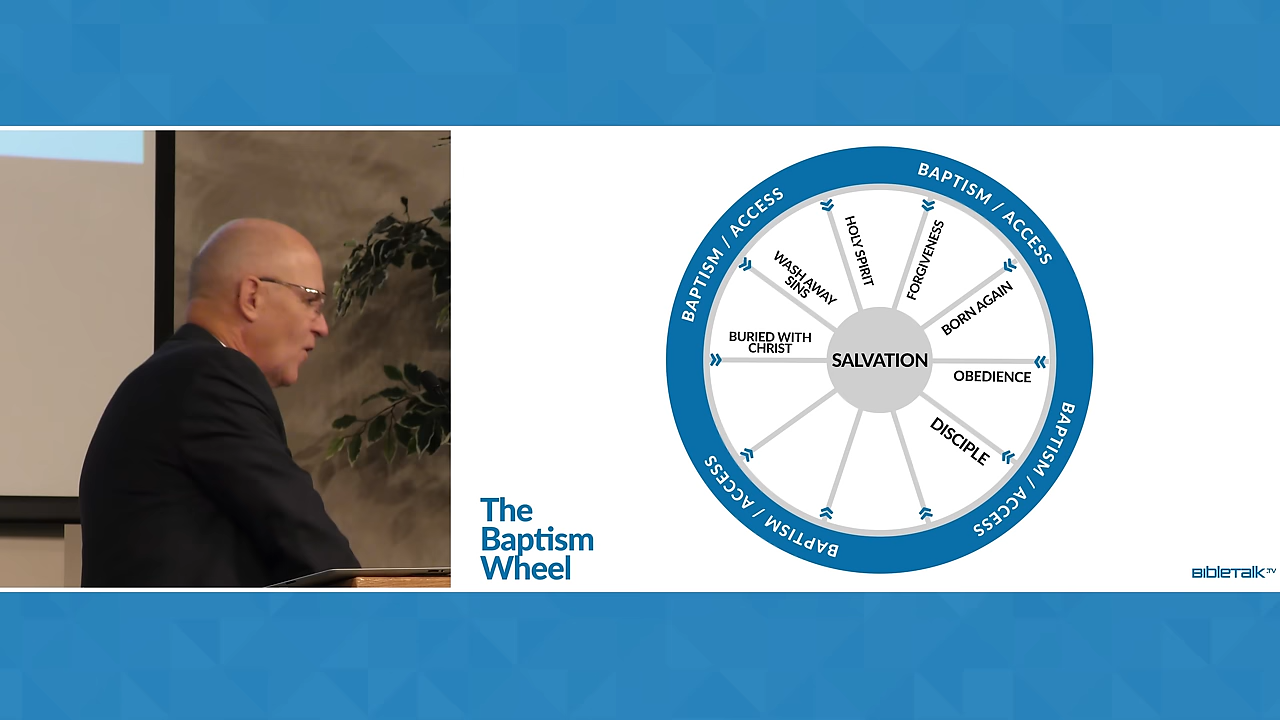 BAPTISM / ACCESS
BAPTISM / ACCESS
HOLY SPIRIT
FORGIVENESS
WASH AWAY
SINS
BORN AGAIN
BURIED WITH
CHRIST
SALVATION
OBEDIENCE
DISCIPLE
BAPTISM / ACCESS
BAPTISM / ACCESS
The
Baptism
Wheel
BIBLETALK.TV